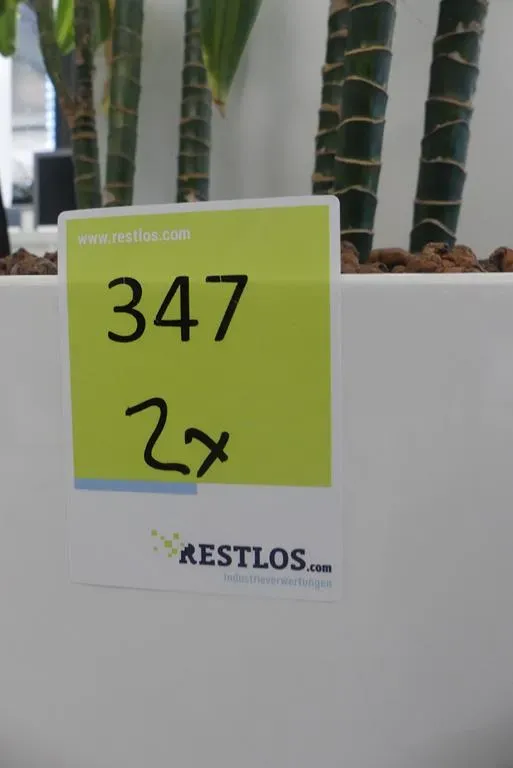 www.restlos.com
347
2x
RESTLOS.com
Industrieverwertungen